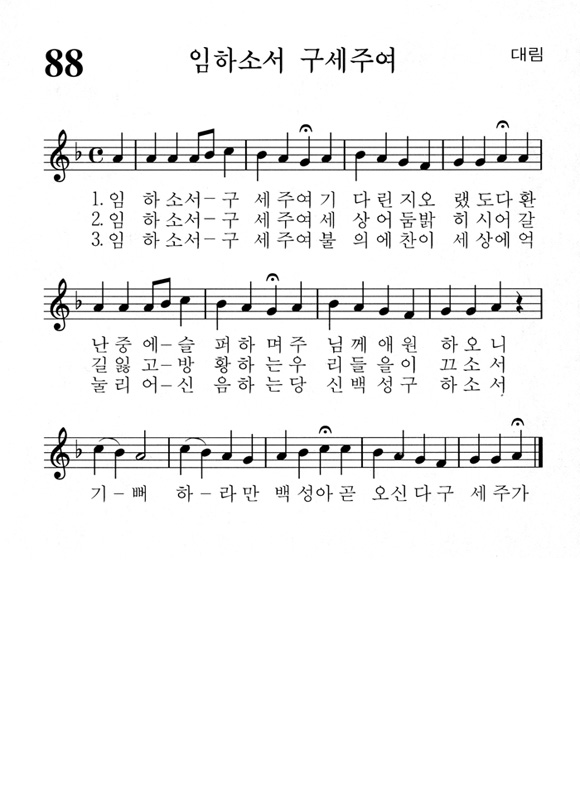 88 임하소서 구세주여 대림
1. 임 하소서- 구 세주여기 다린지오 랬도다환
2. 임 하소서- 구 세주여세 상어둠밝 히시어갈
3. 임 하소서- 구 세주여불 의에찬이 세상에억
난중에-슬 퍼하며주 님께애원 하오니
길잃고-방 황하는우 리들을이 끄소서
눌리어-신 음하는당 신백성구 하소서
기-뻐 하-라만 백성아곧 오신다구 세주가